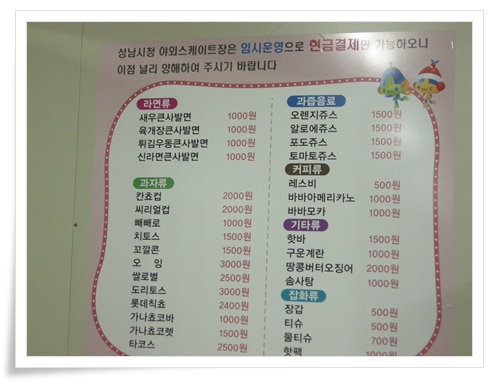 성남시청 야외스케이트장은 임시운영으로 현금결제만 가능하오니
이점 널리 양해하여 주시기 바랍니다
라면류
새우큰사발면 1000원
육개장큰사발면 1000원
튀김우동큰사발면 1000원
신라면큰사발면 1000원
과자류
칸쵸컵 2000원
씨리얼컵 2000원
빼빼로 1000원
치토스 1500원
꼬깔콘 1500원
오 잉 3000원
쌀로별 2500원
도리토스 3000원
롯데칙쵸 2400원
가나쵸코바 1000원
가나쵸코렛 1500원
타코스 2500원
과즙음료
오렌지쥬스 1500원
알로에쥬스 1500원
포도쥬스 1500원
토마토쥬스 1500원
커피류
레스비 500원
바바아메리카노 1000원
바바모카 1000원
기타류
핫바 1500원
구운계란 1000원
땅콩버터오징어 2000원
솜사탕 1000원
잡화류
장갑 500원
티슈 500원
물티슈 700원
핫팩 1000원